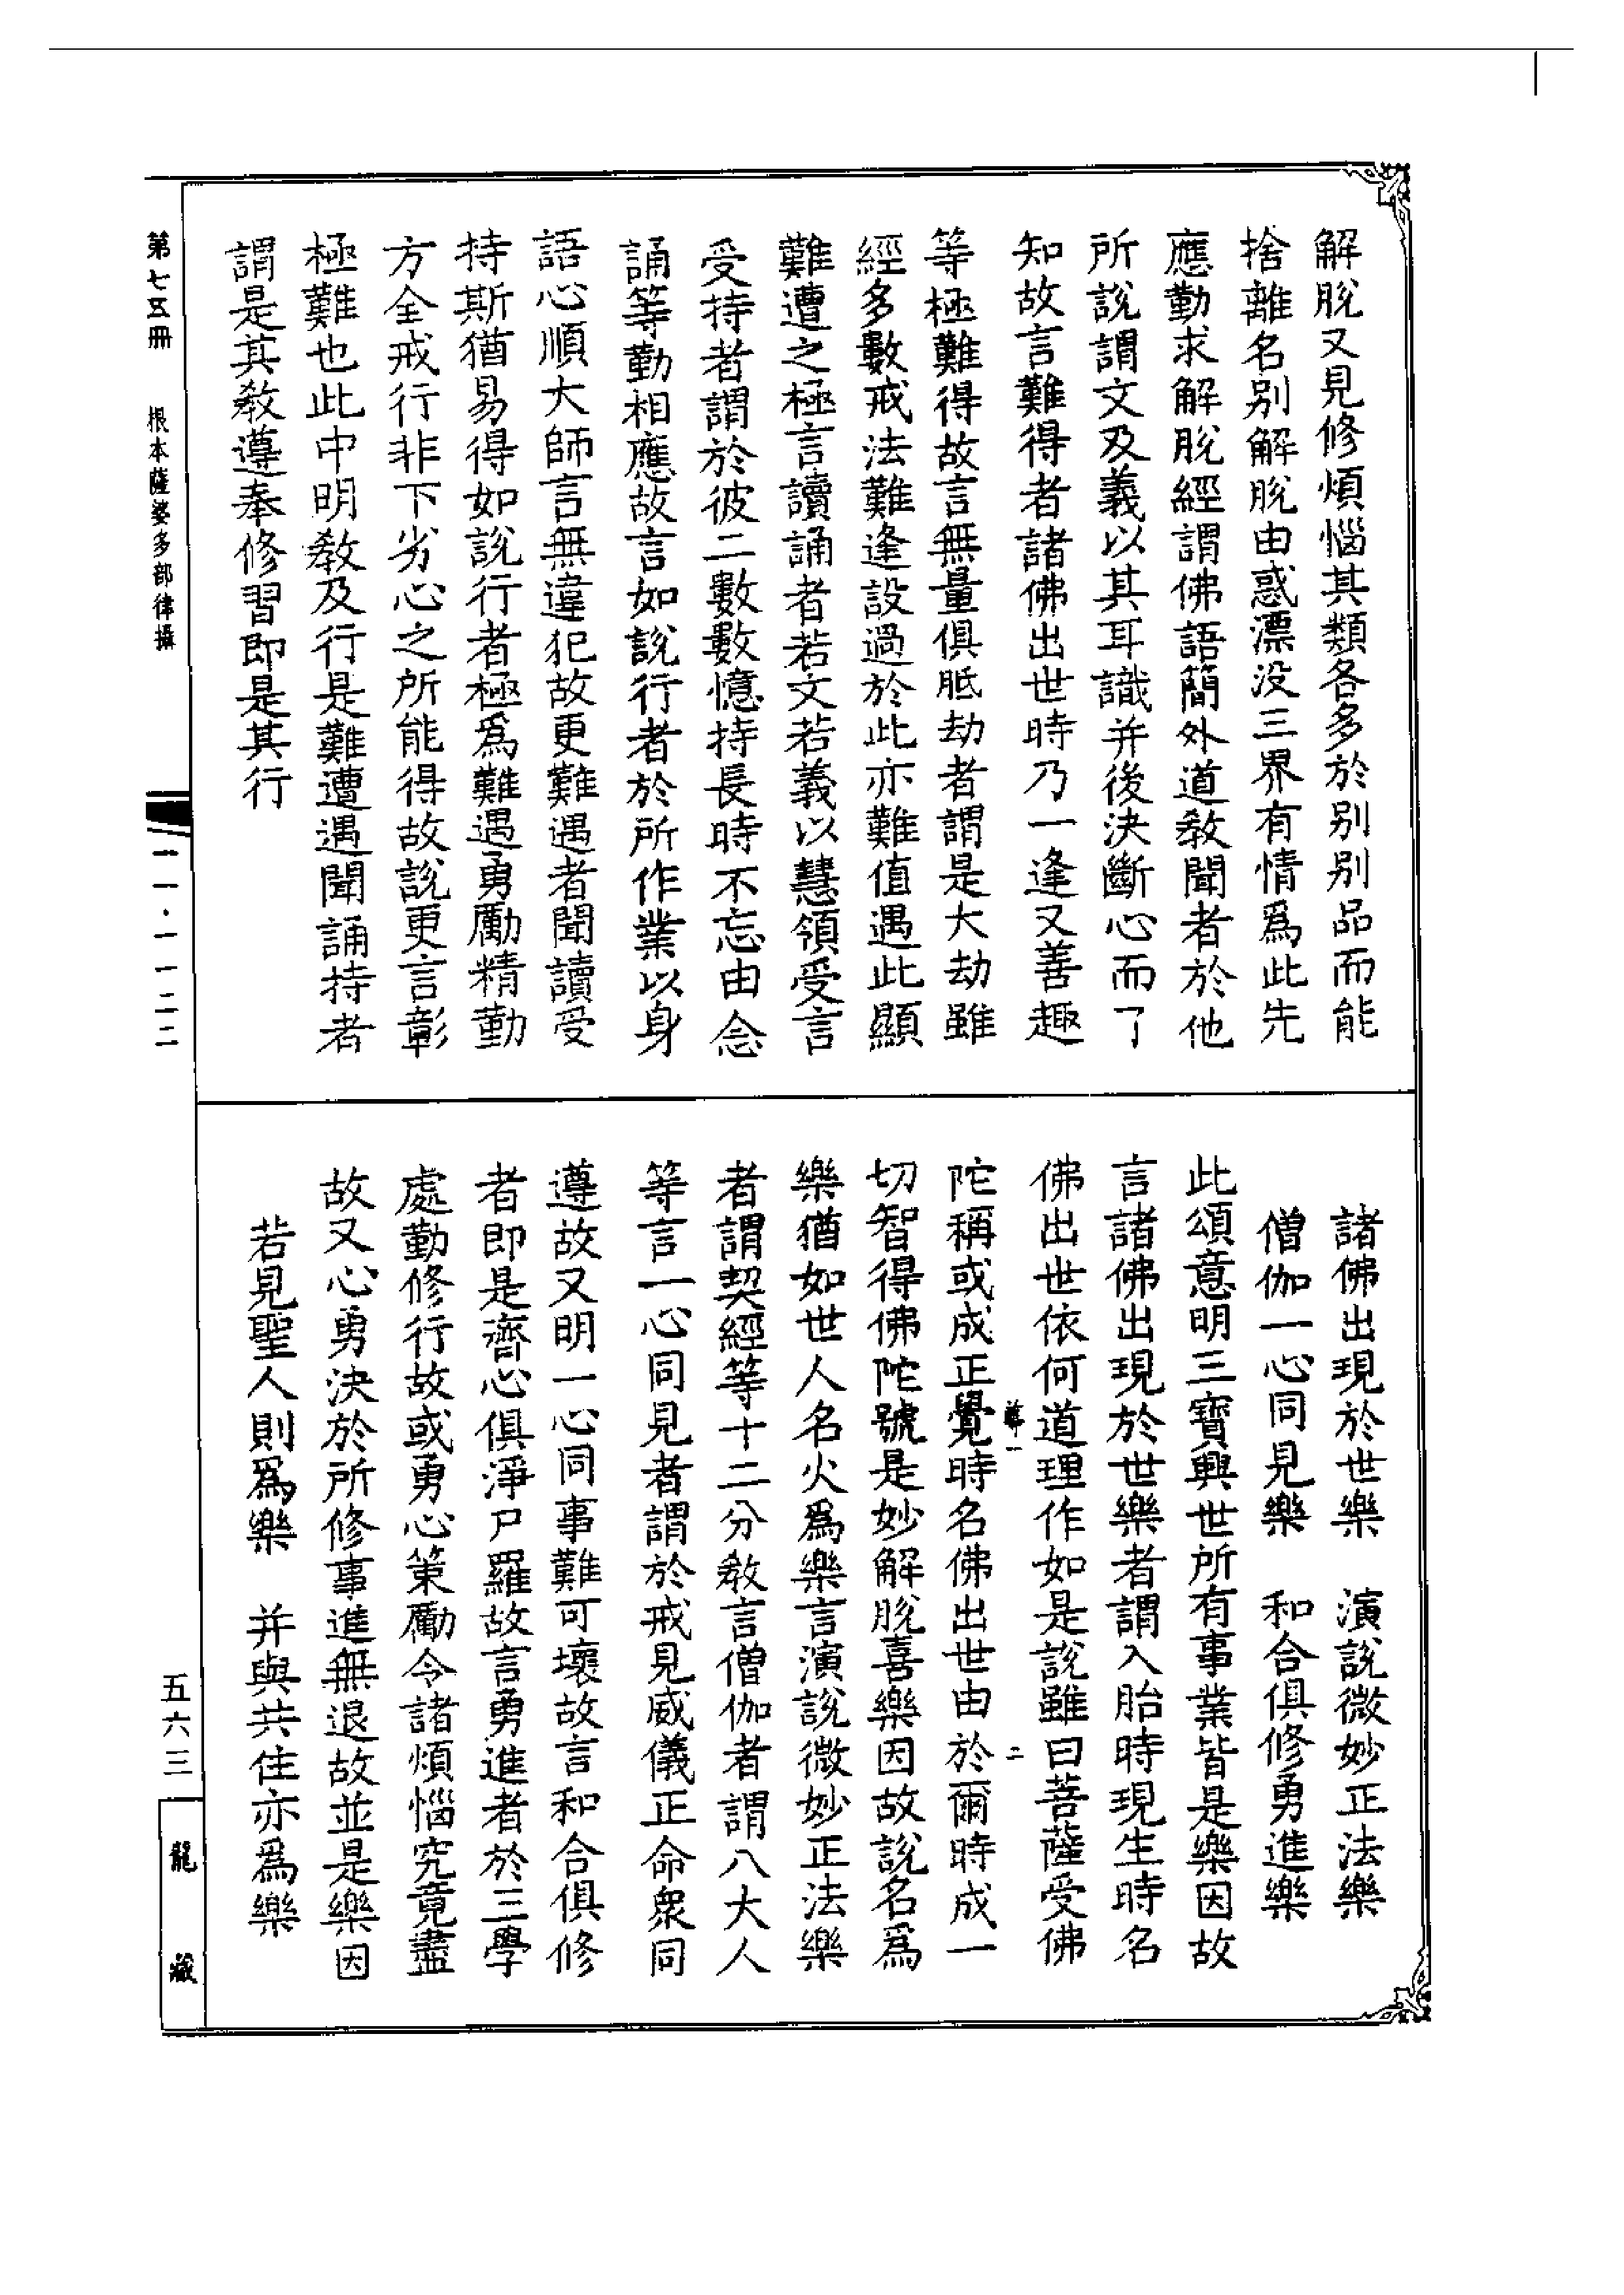 解脫又見修煩惱其類各多於別別品而能
捨離名別解脫由惑漂没三界有情爲此先
應勤求解脫經謂佛語簡外道教聞者於他
所說謂文及義以其耳識并後決斷心而了
知故言難得者諸佛出世時乃一逢又善趣
等極難得故言無量俱胝劫者謂是大劫雖
經多數戒法難逢設過於此亦難值遇此顯
難遭之極言讀誦者若文若義以慧領受言
受持者謂於彼二數數憶持長時不忘由念
誦等勤相應故言如說行者於所作業以身
語心順大師言無違犯故更難遇者聞讀受
持斯猶易得如說行者極爲難遇勇勵精勤
方全戒行非下劣心之所能得故說更言彰
極難也此中明教及行是難遭遇聞誦持者
謂是其教遵奉修習即是其行
諸佛出現於世樂　演說微妙正法樂
僧伽一心同見樂　和合俱修勇進樂
此頌意明三寶興世所有事業皆是樂因故
言諸佛出現於世樂者謂入胎時現生時名
佛出世依何道理作如是說雖曰菩薩受佛
陀稱或成正覺時名佛出世由於爾時成一
切智得佛陀號是妙解脫喜樂因故說名爲
樂猶如世人名火爲樂言演說微妙正法樂
者謂契經等十二分教言僧伽者謂八大人
等言一心同見者謂於戒見威儀正命衆同
遵故又明一心同事難可壞故言和合俱修
者即是齊心俱淨尸羅故言勇進者於三學
處勤修行故或勇心策勵令諸煩惱究竟盡
故又心勇決於所修事進無退故並是樂因
若見聖人則爲樂　并與共住亦爲樂
第七五冊　根本薩婆多部律攝
一一·一一二二
五六三
龍藏
二